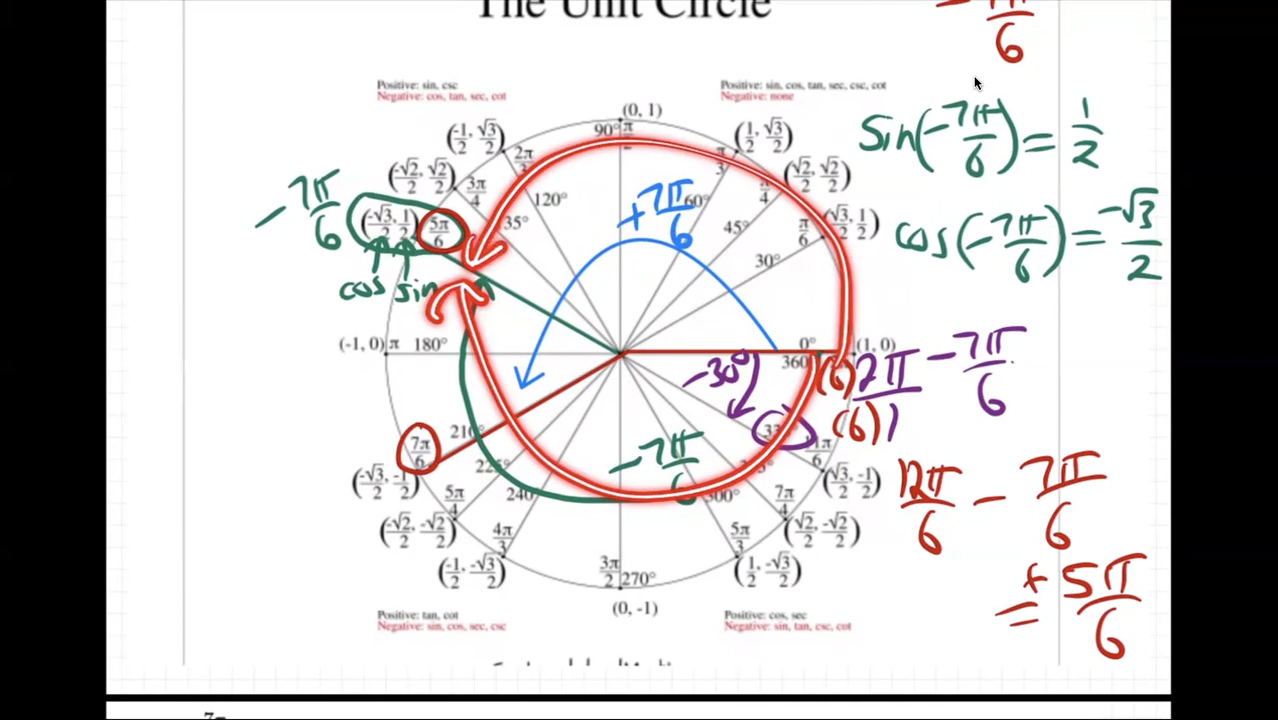 The Unit Circle
6
Positive: sin, csc
Negative: cos, tan, sec, cot
Positive: sin, cos, tan, sec, csc, cot
Negative: none
(0, 1)
90° π/2
(-1/2, √3/2)
2π/3
120°
(-√2/2, √2/2)
3π/4
35°
(-√3/2, 1/2)
5π/6
-7π/6
cos sin
+7π/6
(1/2, √3/2)
60°
(√2/2, √2/2)
π/4
45°
(√3/2, 1/2)
π/6
30°
sin(-7π/6) = 1/2
cos(-7π/6) = -√3/2
(-1, 0) π 180°
0°
360
(1, 0)
-30°
(6) 2π/(6)1 - 7π/6
7π/6
210°
(-√3/2, -1/2)
225°
5π/4
(-√2/2, -√2/2)
240
4π/3
(-1/2, -√3/2)
-7π/6
3π/2 270°
(0, -1)
300°
5π/3
(1/2, -√3/2)
7π/4
(√2/2, -√2/2)
11π/6
(√3/2, -1/2)
12π/6 - 7π/6
= +5π/6
Positive: tan, cot
Negative: sin, cos, sec, csc
Positive: cos, sec
Negative: sin, tan, csc, cot